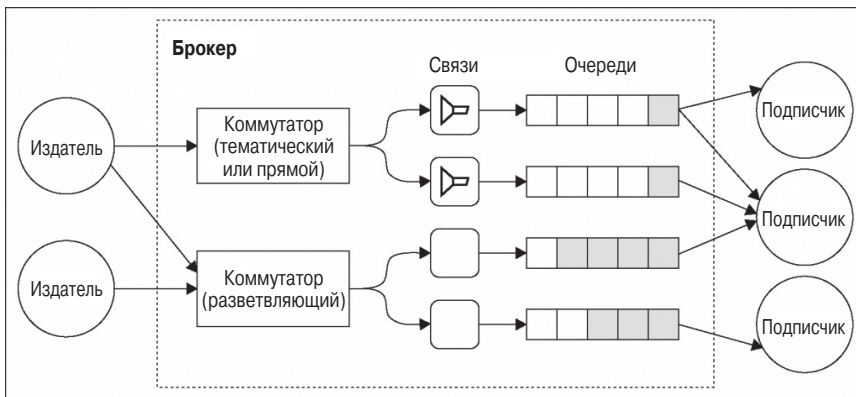 Брокер
Связи
Очереди
Издатель
Коммутатор
(тематический
или прямой)
Подписчик
Подписчик
Издатель
Коммутатор
(разветвляющий)
Подписчик